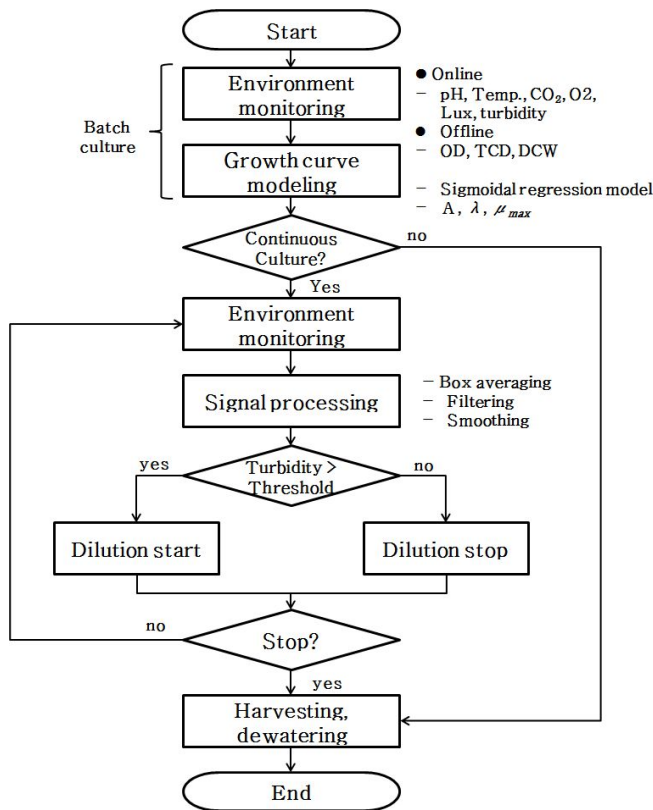 Start
Environment
monitoring
● Online
– pH, Temp., CO₂, O2,
Lux, turbidity
Batch
culture
● Offline
– OD, TCD, DCW
Growth curve
modeling
– Sigmoidal regression model
– A, λ, μmax
Continuous
Culture?
no
Yes
Environment
monitoring
Signal processing
– Box averaging
– Filtering
– Smoothing
yes
Turbidity >
Threshold
no
Dilution start
Dilution stop
no
Stop?
yes
Harvesting,
dewatering
End